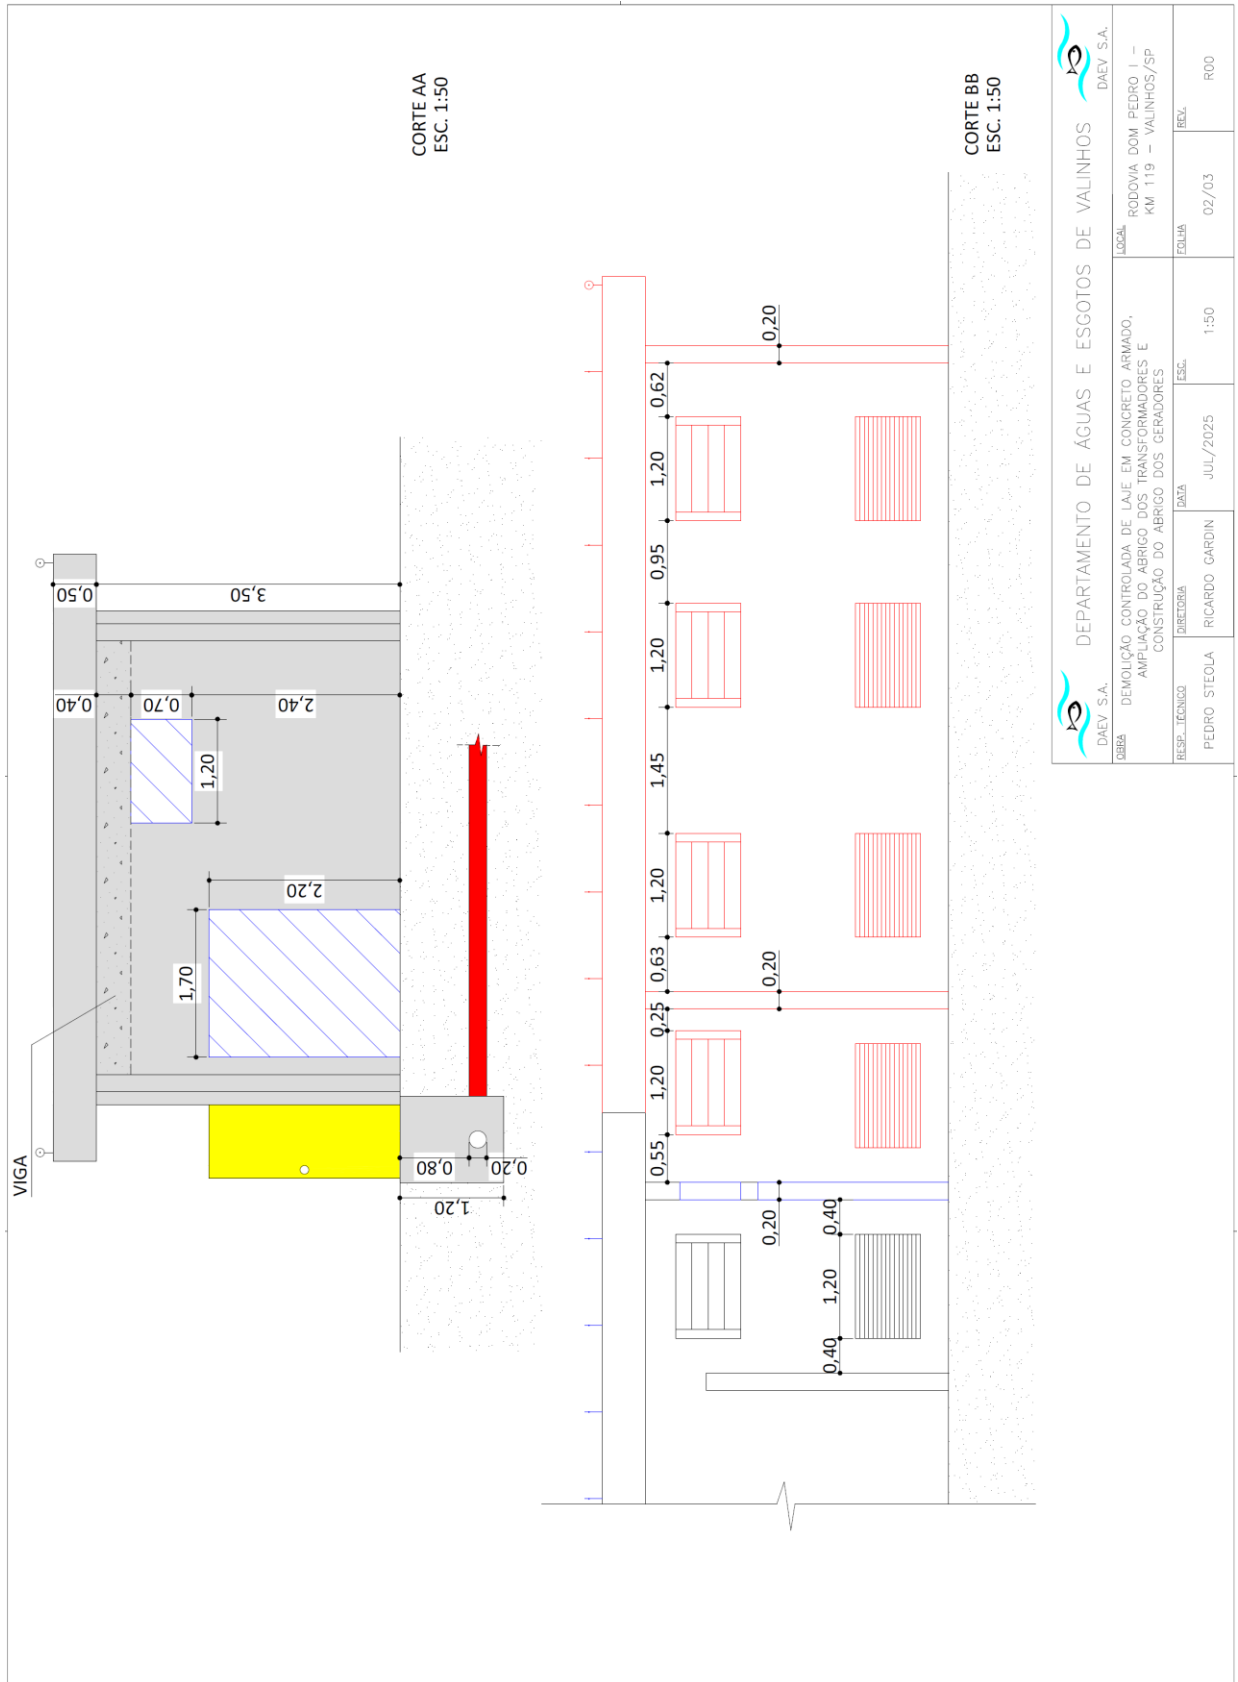 VIGA
0,50
3,50
0,40
0,70
2,40
1,20
2,20
1,70
0,80
0,20
1,20
CORTE AA
ESC. 1:50
0,40
1,20
0,40
0,20
0,55
1,20
0,25
0,20
0,63
1,20
1,45
1,20
0,95
1,20
0,62
0,20
CORTE BB
ESC. 1:50
DAEV S.A.
DEPARTAMENTO DE ÁGUAS E ESGOTOS DE VALINHOS
DAEV S.A.
OBRA
DEMOLIÇÃO CONTROLADA DE LAJE EM CONCRETO ARMADO,
AMPLIAÇÃO DO ABRIGO DOS TRANSFORMADORES E
CONSTRUÇÃO DO ABRIGO DOS GERADORES
LOCAL
RODOVIA DOM PEDRO I –
KM 119 – VALINHOS/SP
RESP. TÉCNICO
PEDRO STEOLA
DIRETORIA
RICARDO GARDIN
DATA
JUL/2025
ESC.
1:50
FOLHA
02/03
REV.
R00